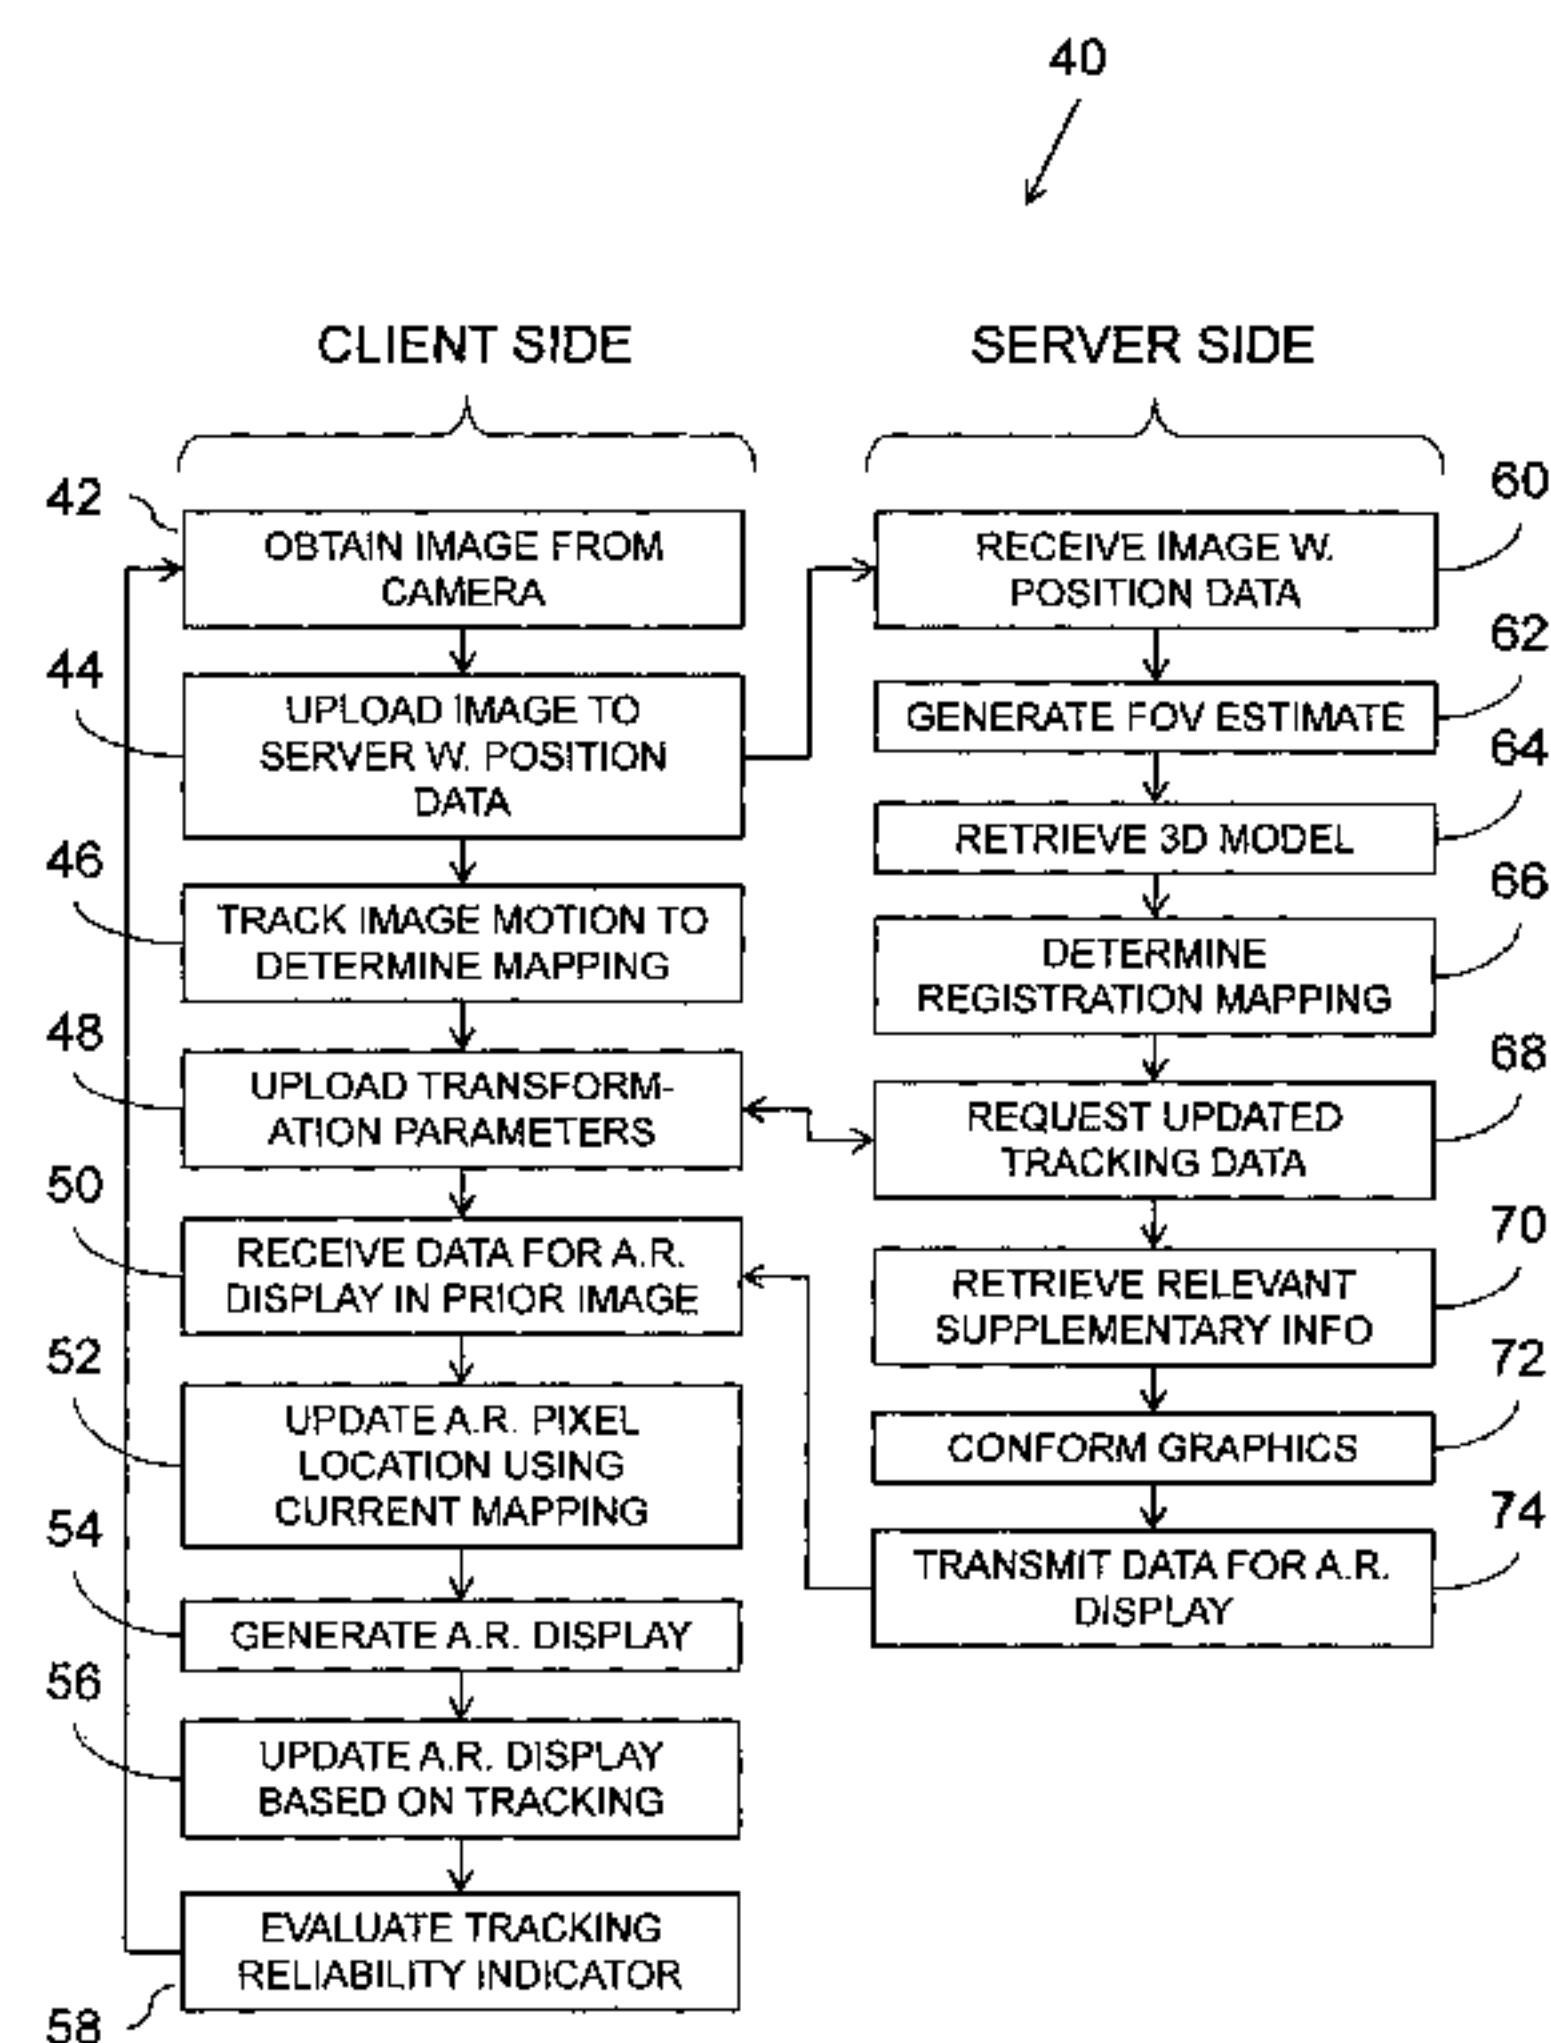 40
CLIENT SIDE
SERVER SIDE
42
OBTAIN IMAGE FROM
CAMERA
44
UPLOAD IMAGE TO
SERVER W. POSITION
DATA
46
TRACK IMAGE MOTION TO
DETERMINE MAPPING
48
UPLOAD TRANSFORM-
ATION PARAMETERS
50
RECEIVE DATA FOR A.R.
DISPLAY IN PRIOR IMAGE
52
UPDATE A.R. PIXEL
LOCATION USING
CURRENT MAPPING
54
GENERATE A.R. DISPLAY
56
UPDATE A.R. DISPLAY
BASED ON TRACKING
EVALUATE TRACKING
RELIABILITY INDICATOR
58
60
RECEIVE IMAGE W.
POSITION DATA
62
GENERATE FOV ESTIMATE
64
RETRIEVE 3D MODEL
66
DETERMINE
REGISTRATION MAPPING
68
REQUEST UPDATED
TRACKING DATA
70
RETRIEVE RELEVANT
SUPPLEMENTARY INFO
72
CONFORM GRAPHICS
74
TRANSMIT DATA FOR A.R.
DISPLAY